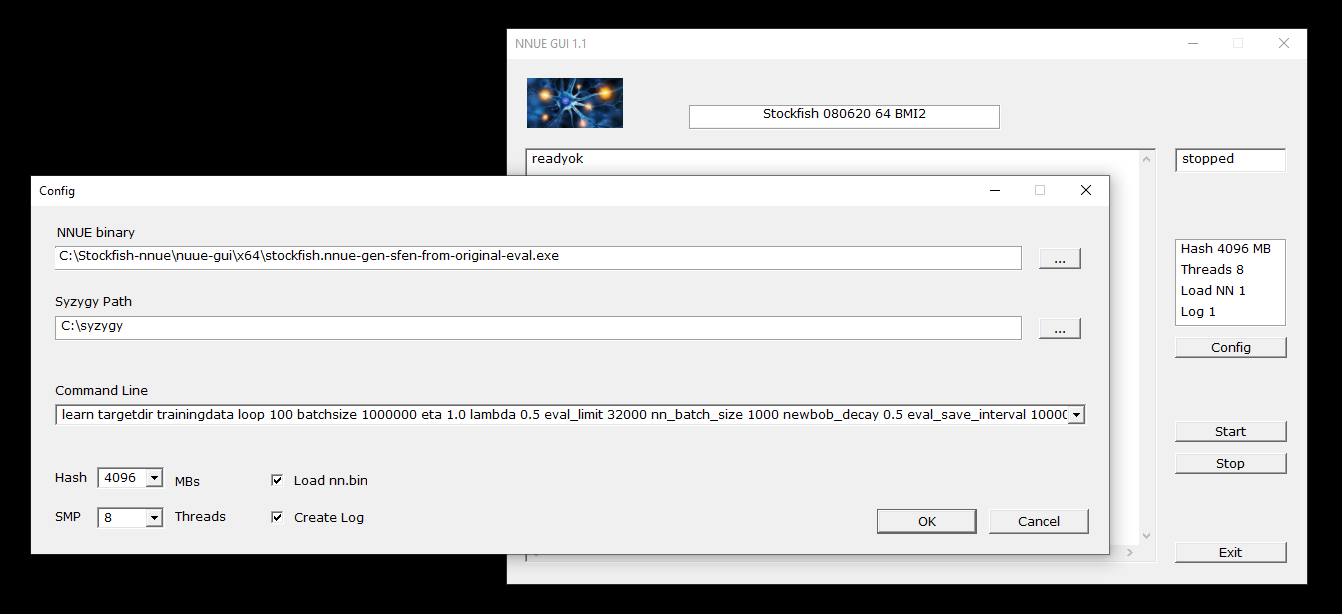 NNUE GUI 1.1
Stockfish 080620 64 BMI2
readyok
stopped
Hash 4096 MB
Threads 8
Load NN 1
Log 1
Config
Start
Stop
Exit
Config
NNUE binary
C:\Stockfish-nnue\nuue-gui\x64\stockfish.nnue-gen-sfen-from-original-eval.exe
...
Syzygy Path
C:\syzygy
...
Command Line
learn targetdir trainingdata loop 100 batchsize 1000000 eta 1.0 lambda 0.5 eval_limit 32000 nn_batch_size 1000 newbob_decay 0.5 eval_save_interval 10000
Hash 4096 MBs
Load nn.bin
SMP 8 Threads
Create Log
OK
Cancel